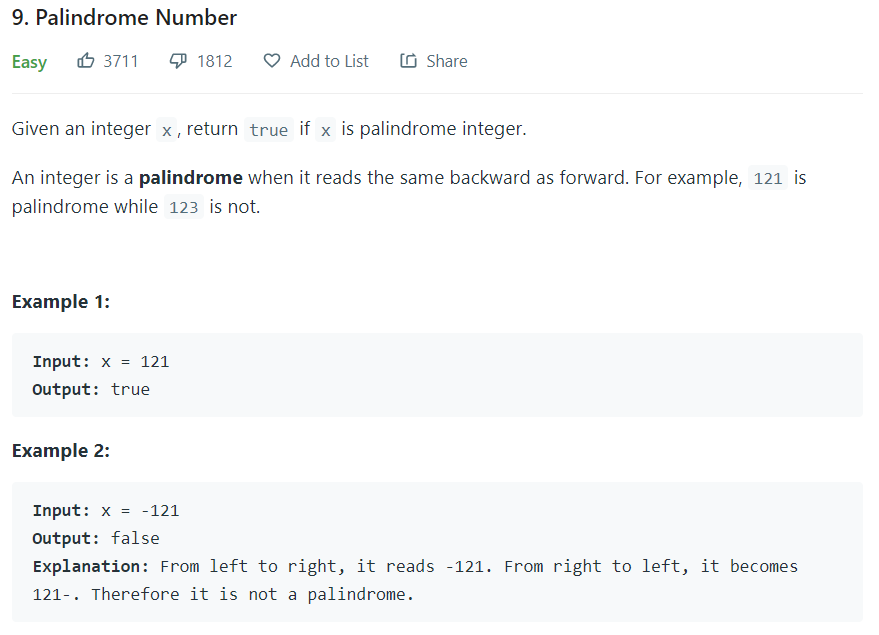 9. Palindrome Number
Easy 3711 1812 Add to List Share
Given an integer x, return true if x is palindrome integer.
An integer is a palindrome when it reads the same backward as forward. For example, 121 is
palindrome while 123 is not.
Example 1:
Input: x = 121
Output: true
Example 2:
Input: x = -121
Output: false
Explanation: From left to right, it reads -121. From right to left, it becomes
121-. Therefore it is not a palindrome.